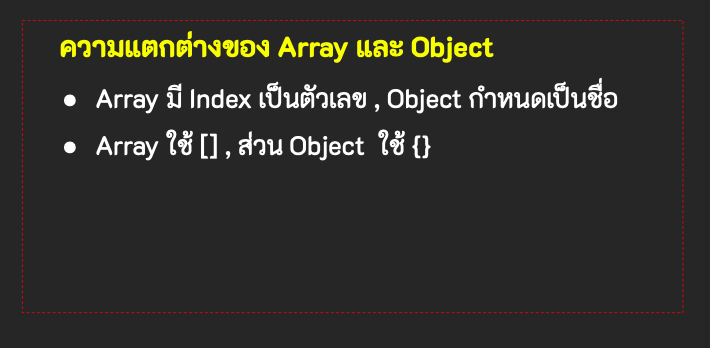 ความแตกต่างของ Array และ Object
● Array มี Index เป็นตัวเลข , Object กำหนดเป็นชื่อ
● Array ใช้ [] , ส่วน Object ใช้ {}